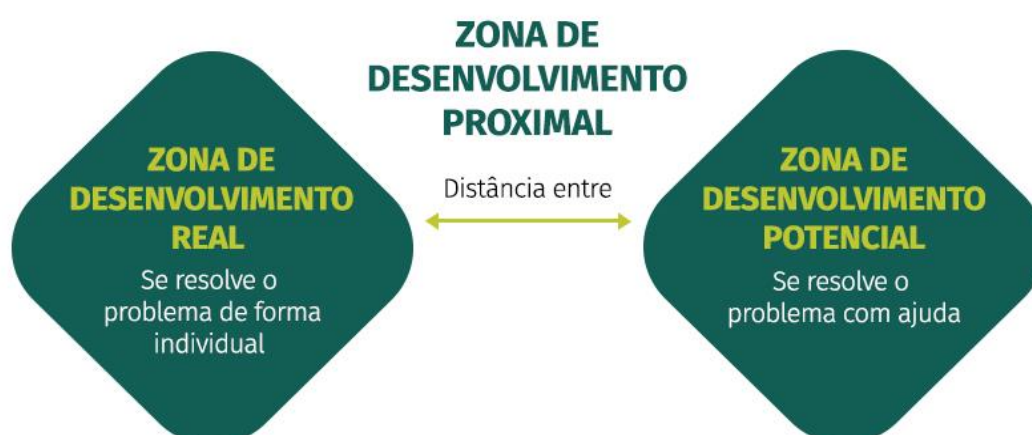 ZONA DE
DESENVOLVIMENTO
PROXIMAL
ZONA DE
DESENVOLVIMENTO
REAL
Se resolve o
problema de forma
individual
Distância entre
ZONA DE
DESENVOLVIMENTO
POTENCIAL
Se resolve o
problema com ajuda